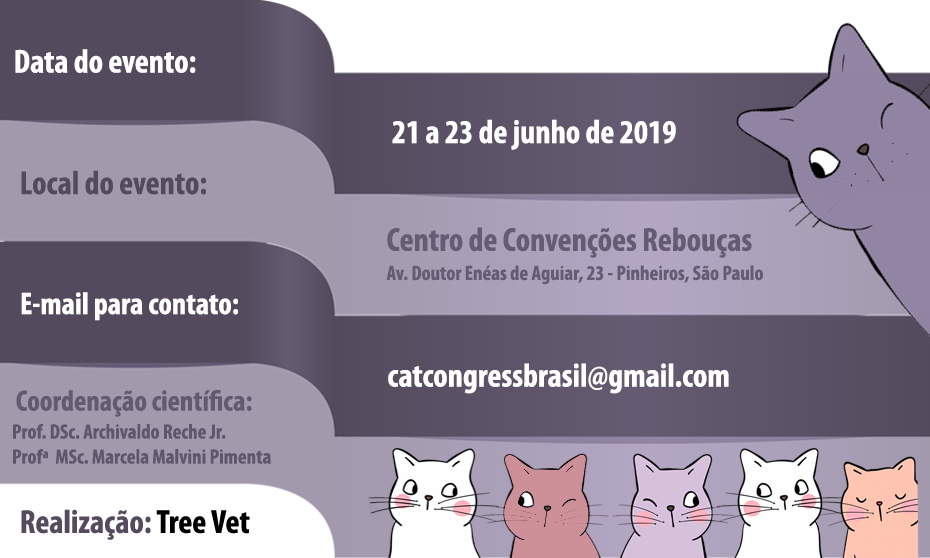 Data do evento:
21 a 23 de junho de 2019
Local do evento:
Centro de Convenções Rebouças
Av. Doutor Enéas de Aguiar, 23 - Pinheiros, São Paulo
E-mail para contato:
catcongressbrasil@gmail.com
Coordenação científica:
Prof. DSc. Archivaldo Reche Jr.
Profª MSc. Marcela Malvini Pimenta
Realização: Tree Vet